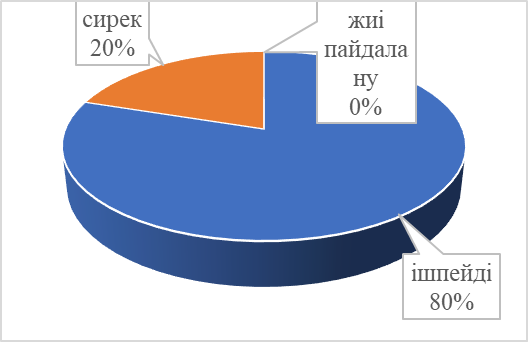 сирек
20%
жиі
пайдала
ну
0%
ішпейді
80%